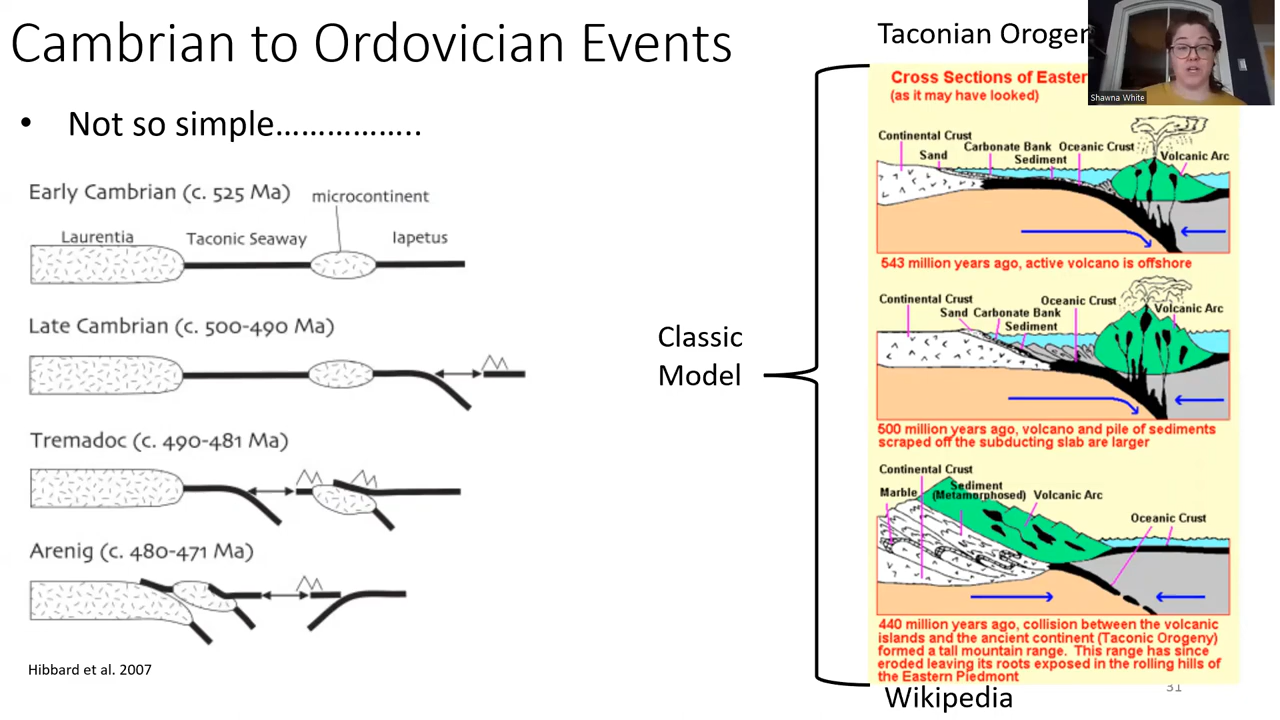 Cambrian to Ordovician Events
• Not so simple……………..
Early Cambrian (c. 525 Ma)
microcontinent
Laurentia
Taconic Seaway
Iapetus
Late Cambrian (c. 500-490 Ma)
Tremadoc (c. 490-481 Ma)
Arenig (c. 480-471 Ma)
Hibbard et al. 2007
Classic
Model
Taconian
Shawna White
Cross Sections of
(as it may have looked)
Continental Crust
Sand
Carbonate Bank
Sediment
Oceanic Crust
Volcanic Arc
543 million years ago, active volcano is offshore
Continental Crust
Sand
Carbonate Bank
Sediment
Oceanic Crust
Volcanic Arc
500 million years ago, volcano and pile of sediments
scraped off the subducting slab are larger
Continental Crust
Marble
Sediment
(Metamorphosed)
Volcanic Arc
Oceanic Crust
440 million years ago, collision between the volcanic
islands and the ancient continent (Taconic Orogeny)
formed a tall mountain range. This range has since
eroded leaving its roots exposed in the rolling hills of
the Eastern Piedmont
Wikipedia
31